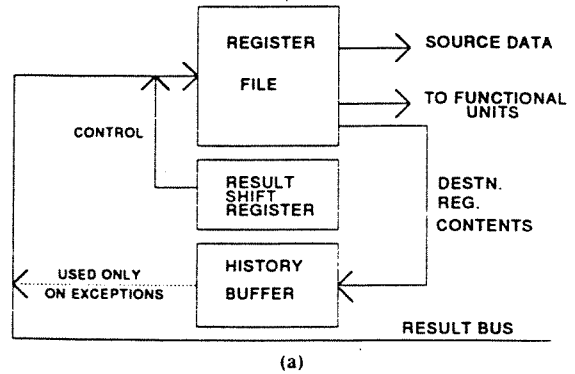 REGISTER
FILE
SOURCE DATA
TO FUNCTIONAL
UNITS
CONTROL
RESULT
SHIFT
REGISTER
DESTN.
REG.
CONTENTS
HISTORY
BUFFER
USED ONLY
ON EXCEPTIONS
RESULT BUS
(a)